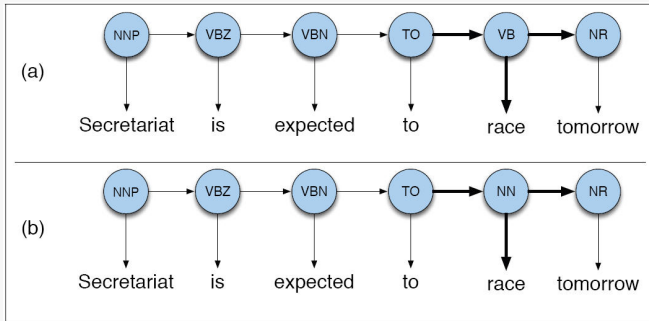 NNP VBZ VBN TO VB NR
(a)
Secretariat is expected to race tomorrow
NNP VBZ VBN TO NN NR
(b)
Secretariat is expected to race tomorrow